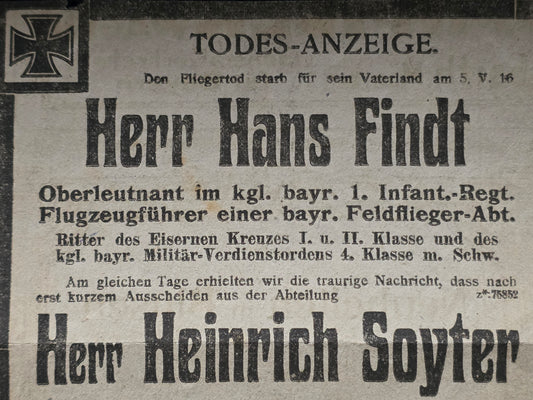 TODES-ANZEIGE.
Den Fliegertod starb für sein Vaterland am 5. V. 16
Herr Hans Findt
Oberleutnant im kgl. bayr. 1. Infant.-Regt.
Flugzeugführer einer bayr. Feldflieger-Abt.
Ritter des Eisernen Kreuzes I. u. II. Klasse und des
kgl. bayr. Militär-Verdienstordens 4. Klasse m. Schw.
Am gleichen Tage erhielten wir die traurige Nachricht, dass nach
erst kurzem Ausscheiden aus der Abteilung z*:75852
Herr Heinrich Soyter